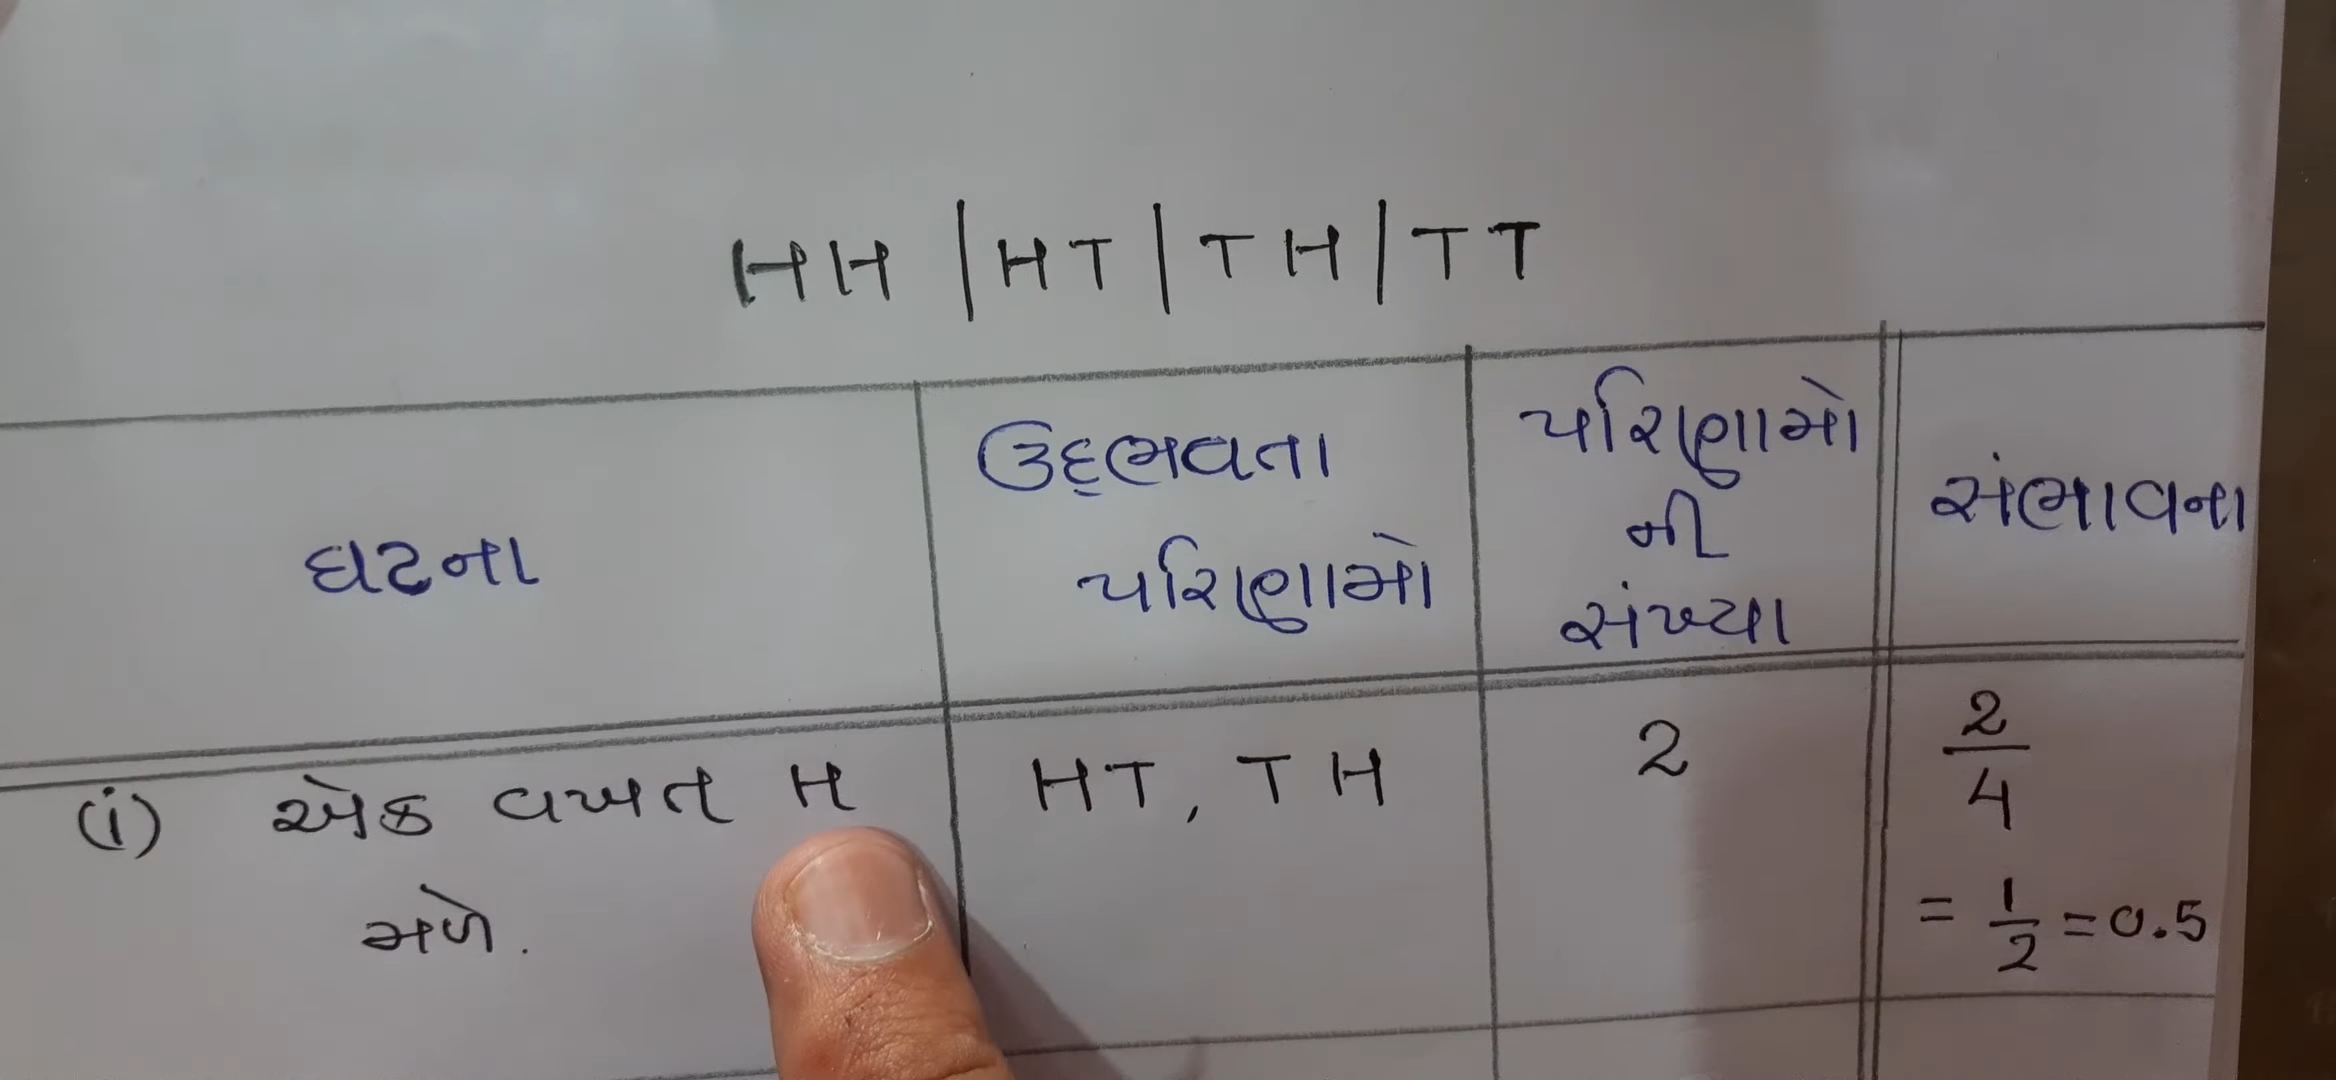 HH | HT | TH | TT
ઘટના
ઉદ્દભવતા
પરિણામો
પરિણામો
ની
સંખ્યા
સંભાવના
(i) એક વખત H
મળે.
HT, TH
2
2/4
= 1/2 = 0.5